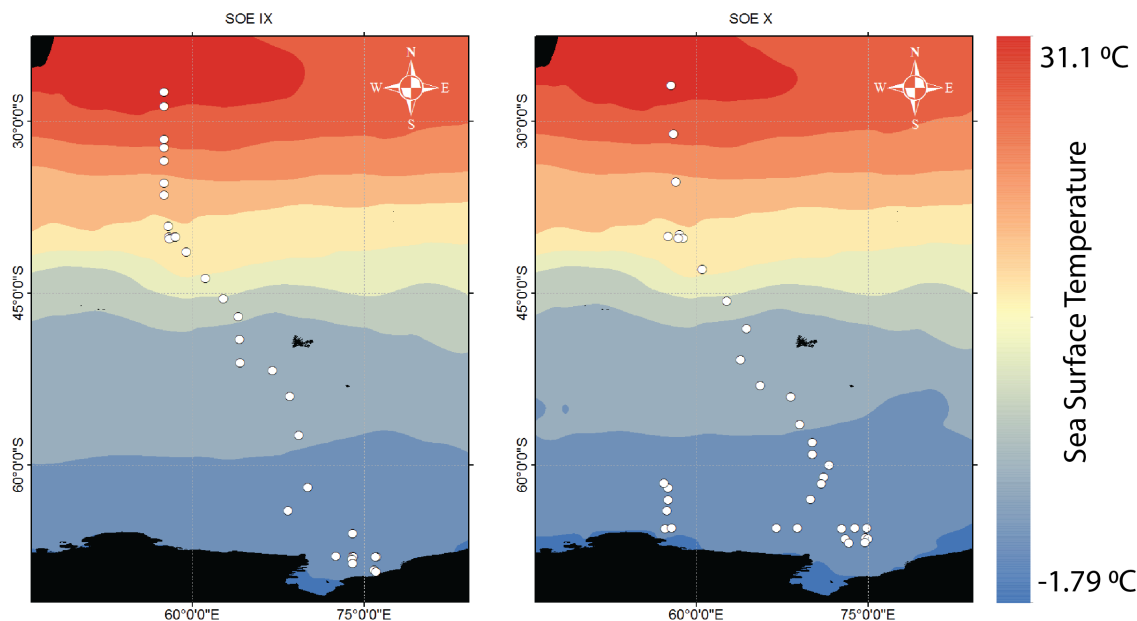 SOE IX
SOE X
N
W E
S
N
W E
S
30°0'0"S
45°0'0"S
60°0'0"S
30°0'0"S
45°0'0"S
60°0'0"S
60°0'0"E
75°0'0"E
60°0'0"E
75°0'0"E
31.1 ºC
Sea Surface Temperature
-1.79 ºC